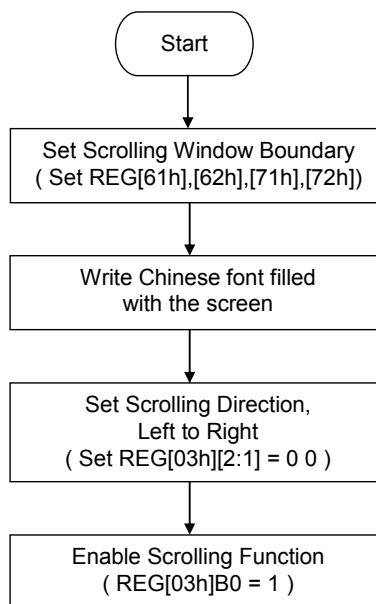 Start
Set Scrolling Window Boundary
( Set REG[61h],[62h],[71h],[72h])
Write Chinese font filled
with the screen
Set Scrolling Direction,
Left to Right
( Set REG[03h][2:1] = 0 0 )
Enable Scrolling Function
( REG[03h]B0 = 1 )